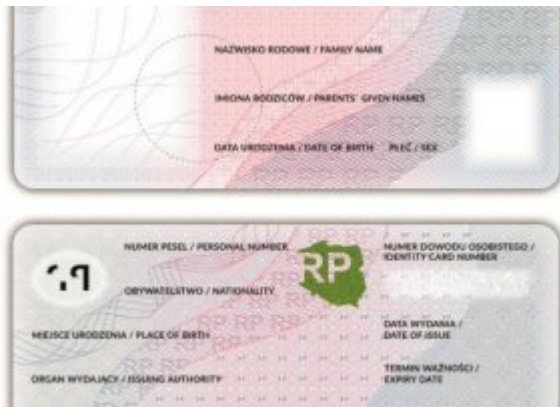 NAZWISKO RODOWE / FAMILY NAME
IMIONA RODZICÓW / PARENTS' GIVEN NAMES
DATA URODZENIA / DATE OF BIRTH PŁEĆ / SEX
NUMER PESEL / PERSONAL NUMBER
RP
NUMER DOWODU OSOBISTEGO /
IDENTITY CARD NUMBER
OBYWATELSTWO / NATIONALITY
MIEJSCE URODZENIA / PLACE OF BIRTH
DATA WYDANIA /
DATE OF ISSUE
ORGAN WYDAJĄCY / ISSUING AUTHORITY
TERMIN WAŻNOŚCI /
EXPIRY DATE